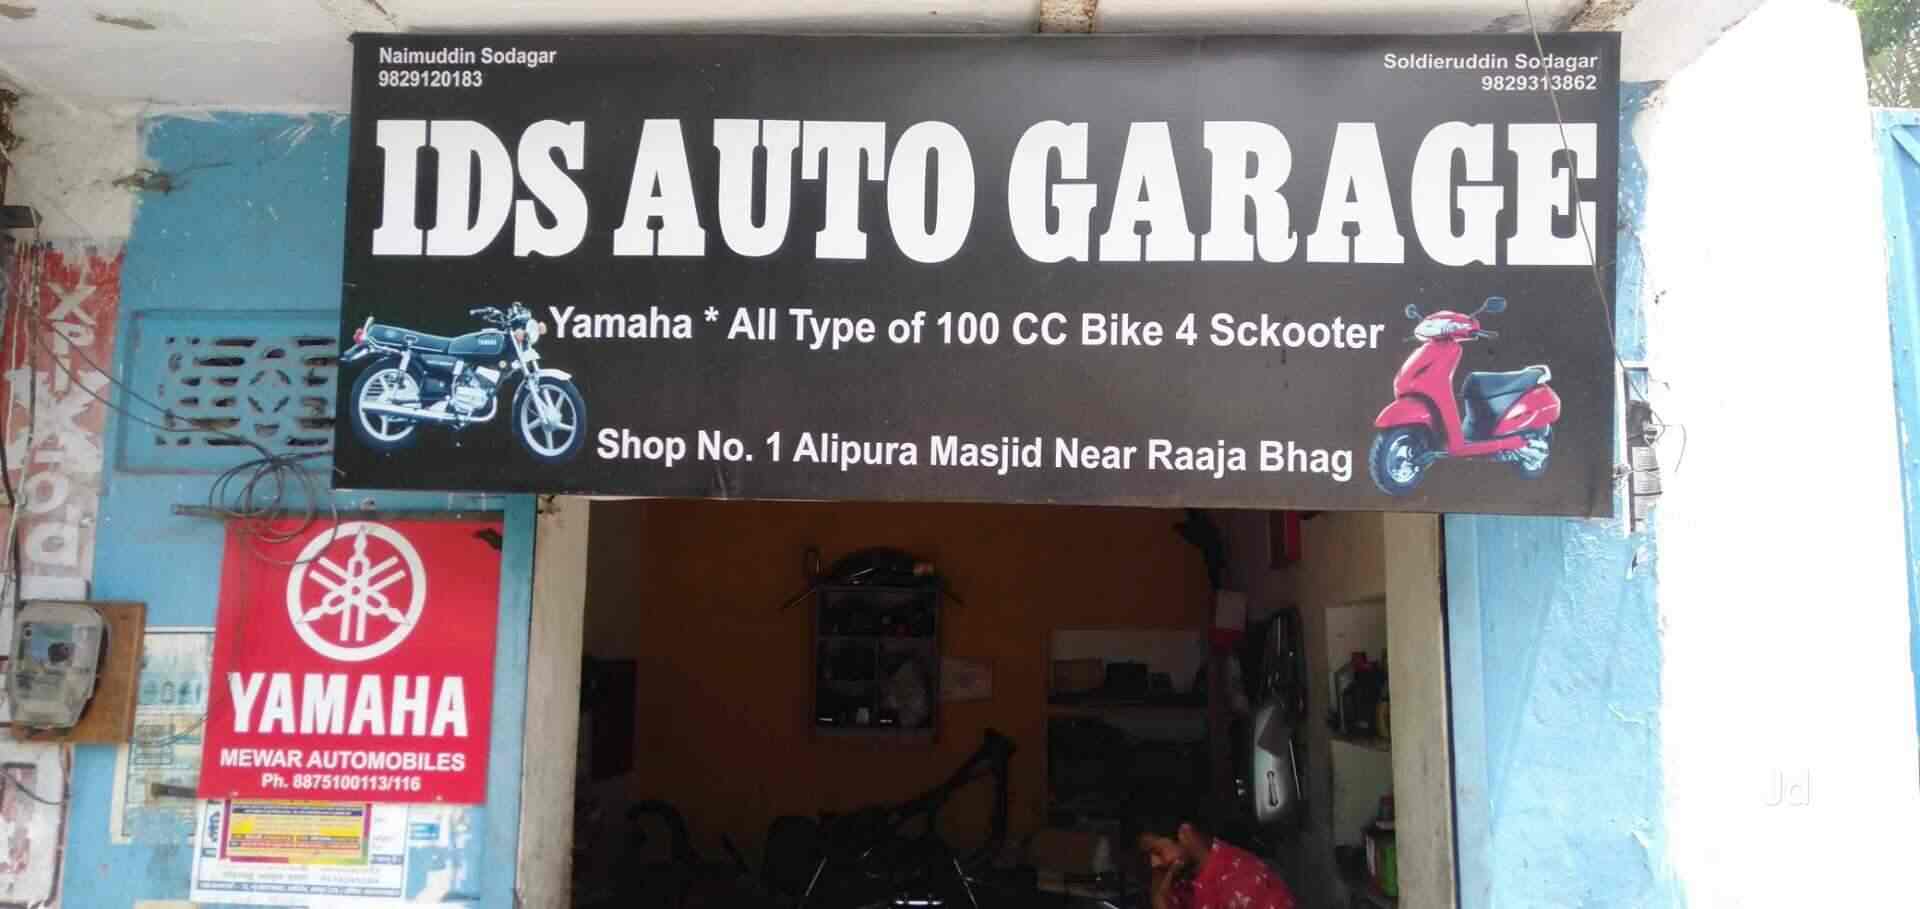 Naimuddin Sodagar
9829120183
Soldieruddin Sodagar
9829313862
IDS AUTO GARAGE
Yamaha * All Type of 100 CC Bike 4 Sckooter
Shop No. 1 Alipura Masjid Near Raaja Bhag
YAMAHA
MEWAR AUTOMOBILES
Ph. 8875100113/116
Jd